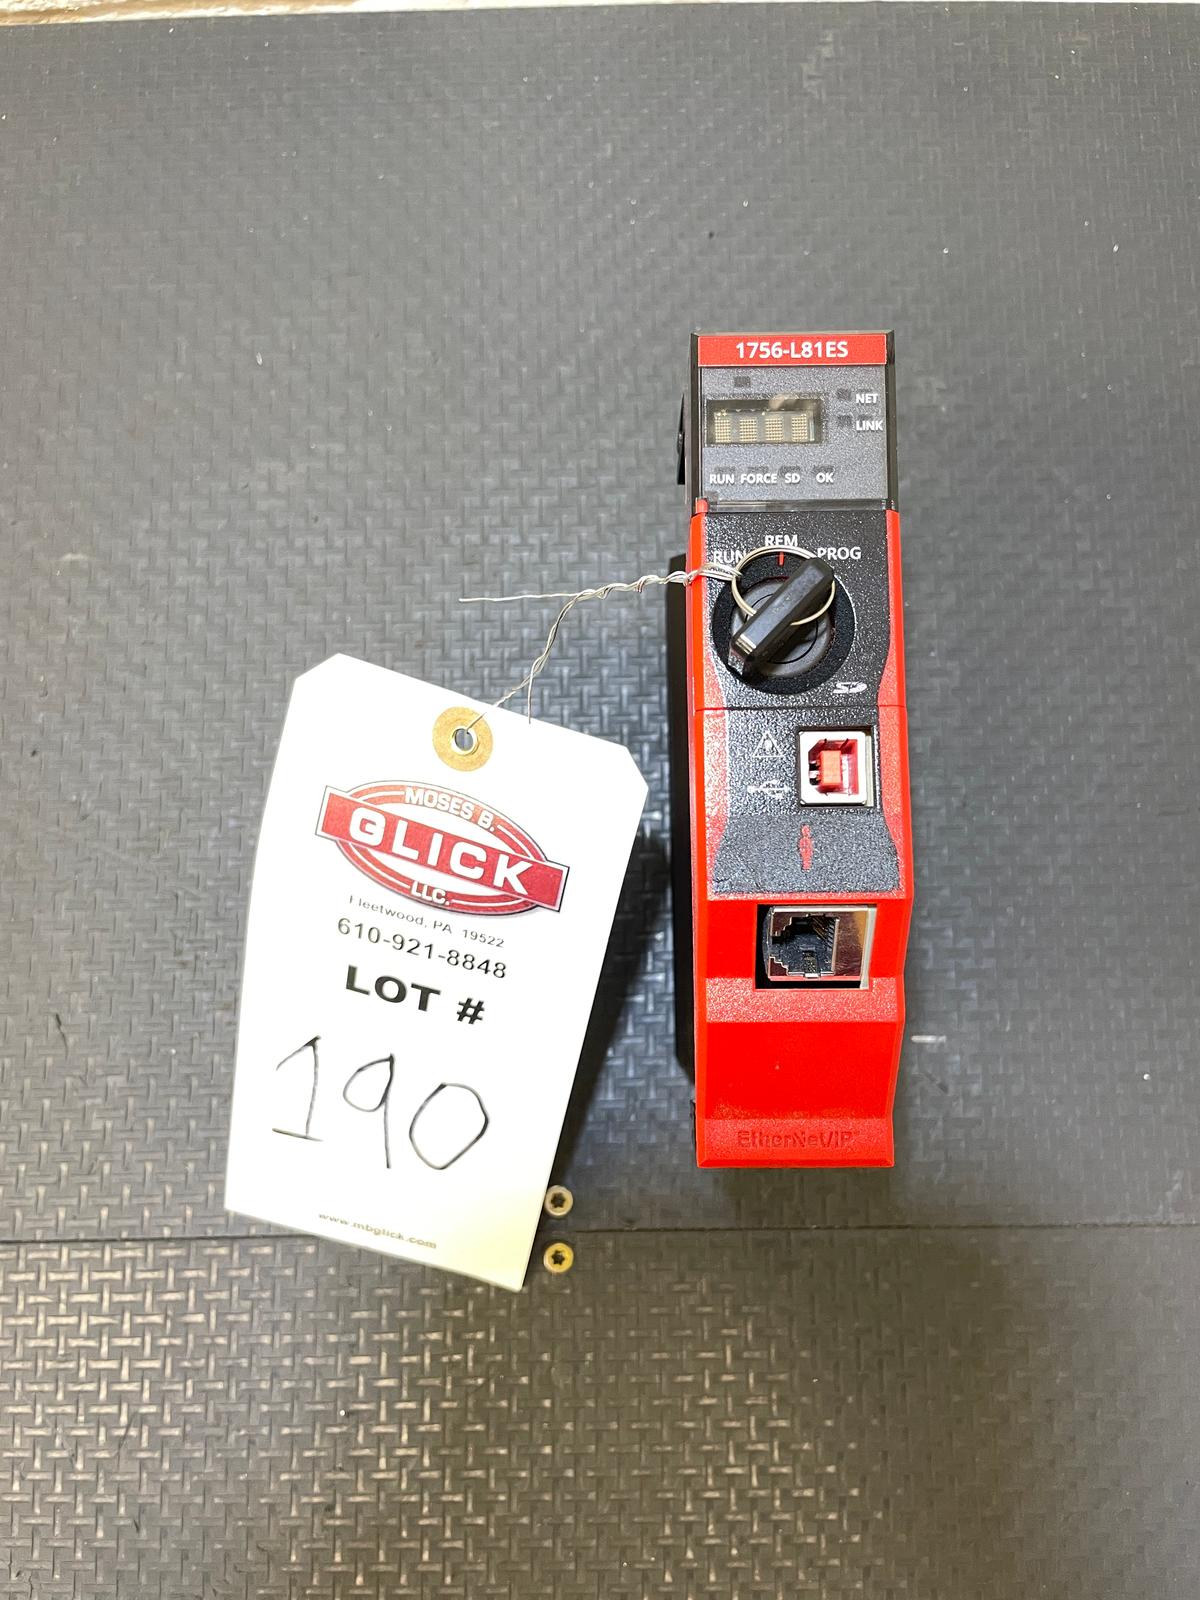 1756-L81ES
NET
LINK
RUN FORCE SD OK
REM
RUN PROG
SD
MOSES B.
GLICK
LLC.
Fleetwood, PA 19522
610-921-8848
LOT #
190
www.mbglick.com
EtherNet/IP